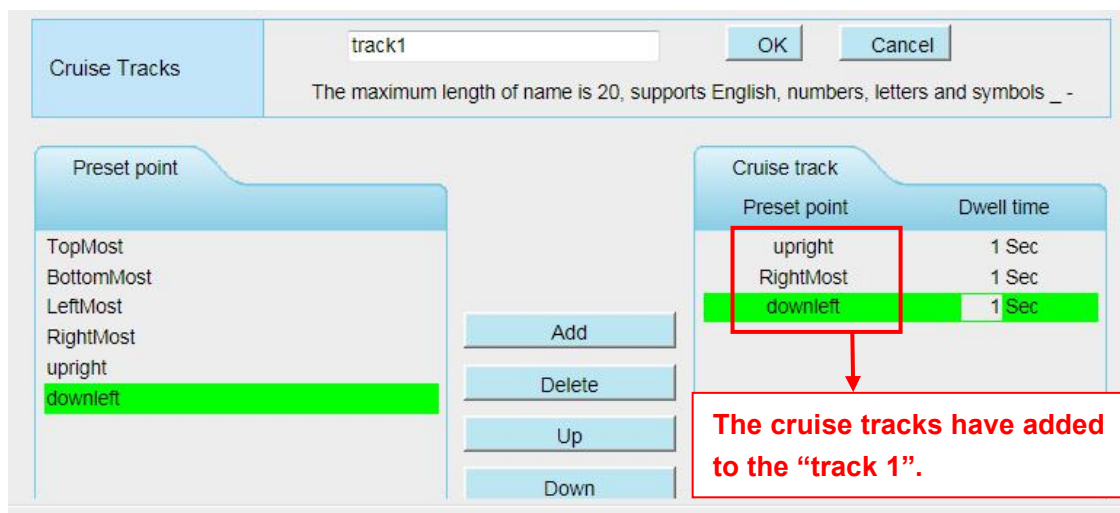 Cruise Tracks
track1
OK
Cancel
The maximum length of name is 20, supports English, numbers, letters and symbols _ -
Preset point
TopMost
BottomMost
LeftMost
RightMost
upright
downleft
Add
Delete
Up
Down
Cruise track
Preset point Dwell time
upright 1 Sec
RightMost 1 Sec
downleft 1 Sec
The cruise tracks have added
to the “track 1”.